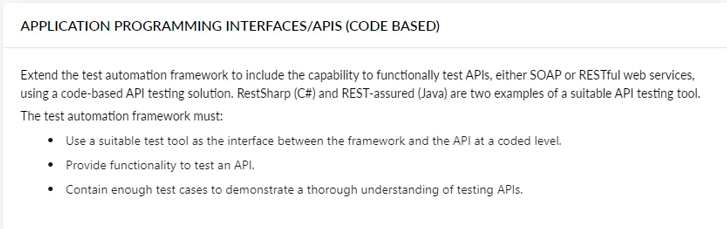 APPLICATION PROGRAMMING INTERFACES/APIS (CODE BASED)
Extend the test automation framework to include the capability to functionally test APIs, either SOAP or RESTful web services,
using a code-based API testing solution. RestSharp (C#) and REST-assured (Java) are two examples of a suitable API testing tool.
The test automation framework must:
• Use a suitable test tool as the interface between the framework and the API at a coded level.
• Provide functionality to test an API.
• Contain enough test cases to demonstrate a thorough understanding of testing APIs.